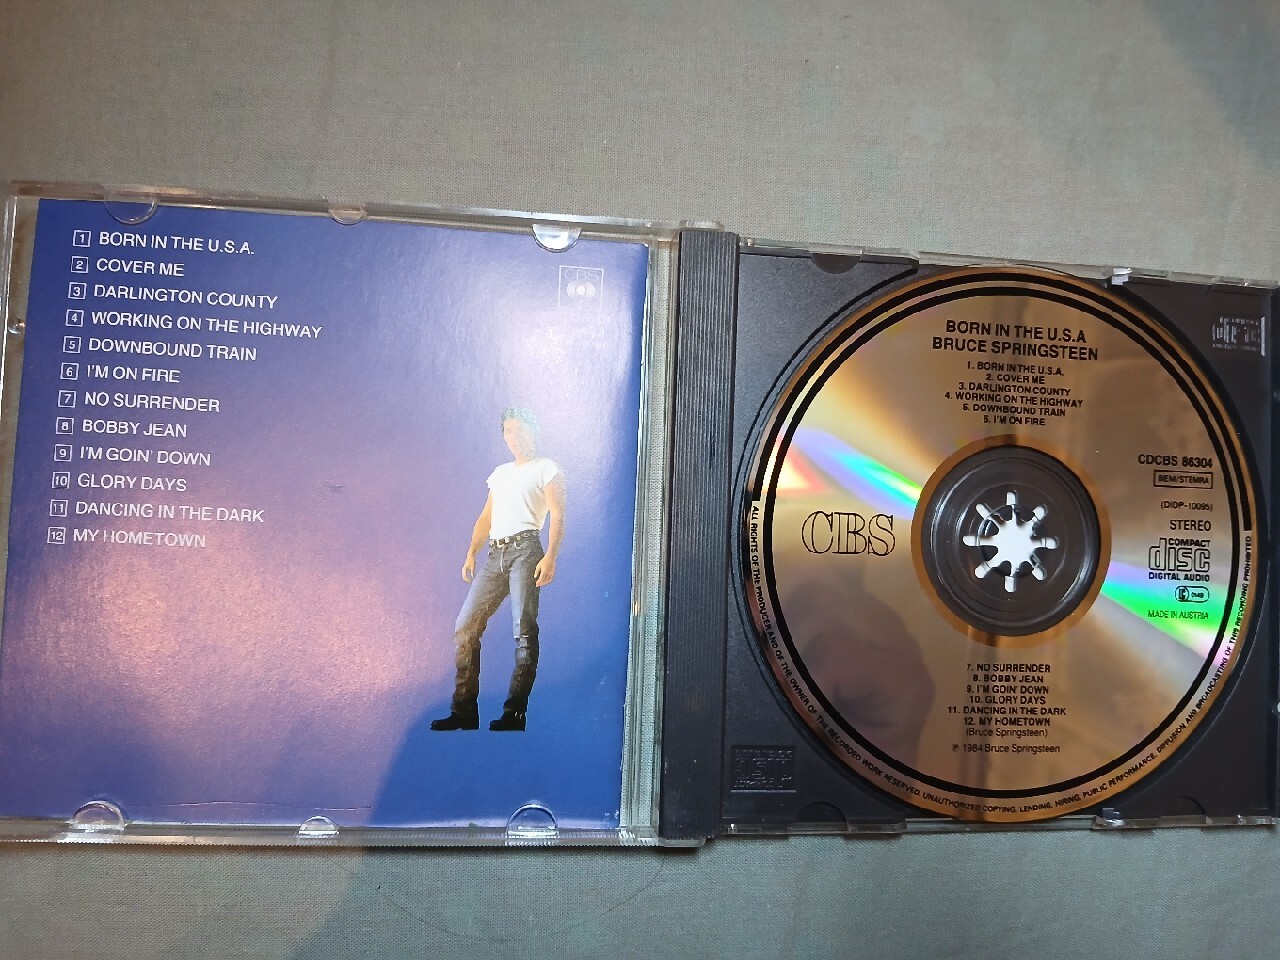 1 BORN IN THE U.S.A.
2 COVER ME
3 DARLINGTON COUNTY
4 WORKING ON THE HIGHWAY
5 DOWNBOUND TRAIN
6 I'M ON FIRE
7 NO SURRENDER
8 BOBBY JEAN
9 I'M GOIN' DOWN
10 GLORY DAYS
11 DANCING IN THE DARK
12 MY HOMETOWN
CBS
BORN IN THE U.S.A
BRUCE SPRINGSTEEN
1. BORN IN THE U.S.A.
2. COVER ME
3. DARLINGTON COUNTY
4. WORKING ON THE HIGHWAY
5. DOWNBOUND TRAIN
6. I'M ON FIRE
CBS
CDCBS 86304
BIEM/STEMRA
(DIDP-10095)
STEREO
COMPACT
disc
DIGITAL AUDIO
MADE IN AUSTRIA
7. NO SURRENDER
8. BOBBY JEAN
9. I'M GOIN' DOWN
10. GLORY DAYS
11. DANCING IN THE DARK
12. MY HOMETOWN
(Bruce Springsteen)
℗ 1984 Bruce Springsteen
ALL RIGHTS OF THE PRODUCER AND OF THE OWNER OF THE RECORDED WORK RESERVED. UNAUTHORIZED COPYING, LENDING, HIRING, PUBLIC PERFORMANCE, DIFFUSION AND BROADCASTING OF THIS RECORDING PROHIBITED